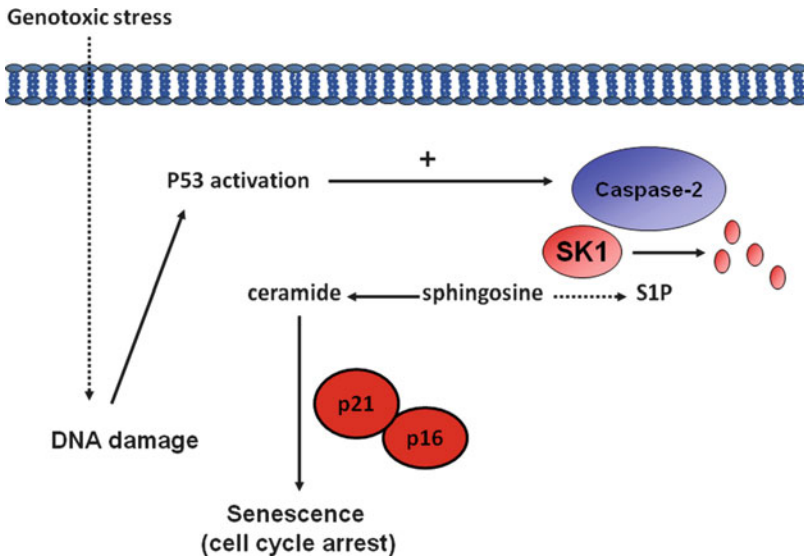 Genotoxic stress
P53 activation
+
Caspase-2
SK1
ceramide
sphingosine
S1P
p21
p16
DNA damage
Senescence
(cell cycle arrest)